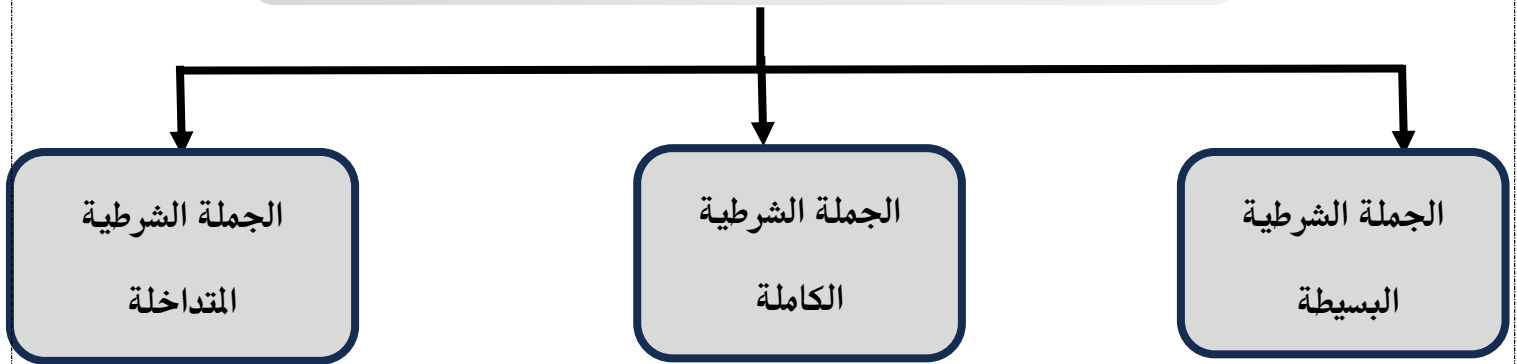 الجملة الشرطية
البسيطة
الجملة الشرطية
الكاملة
الجملة الشرطية
المتداخلة